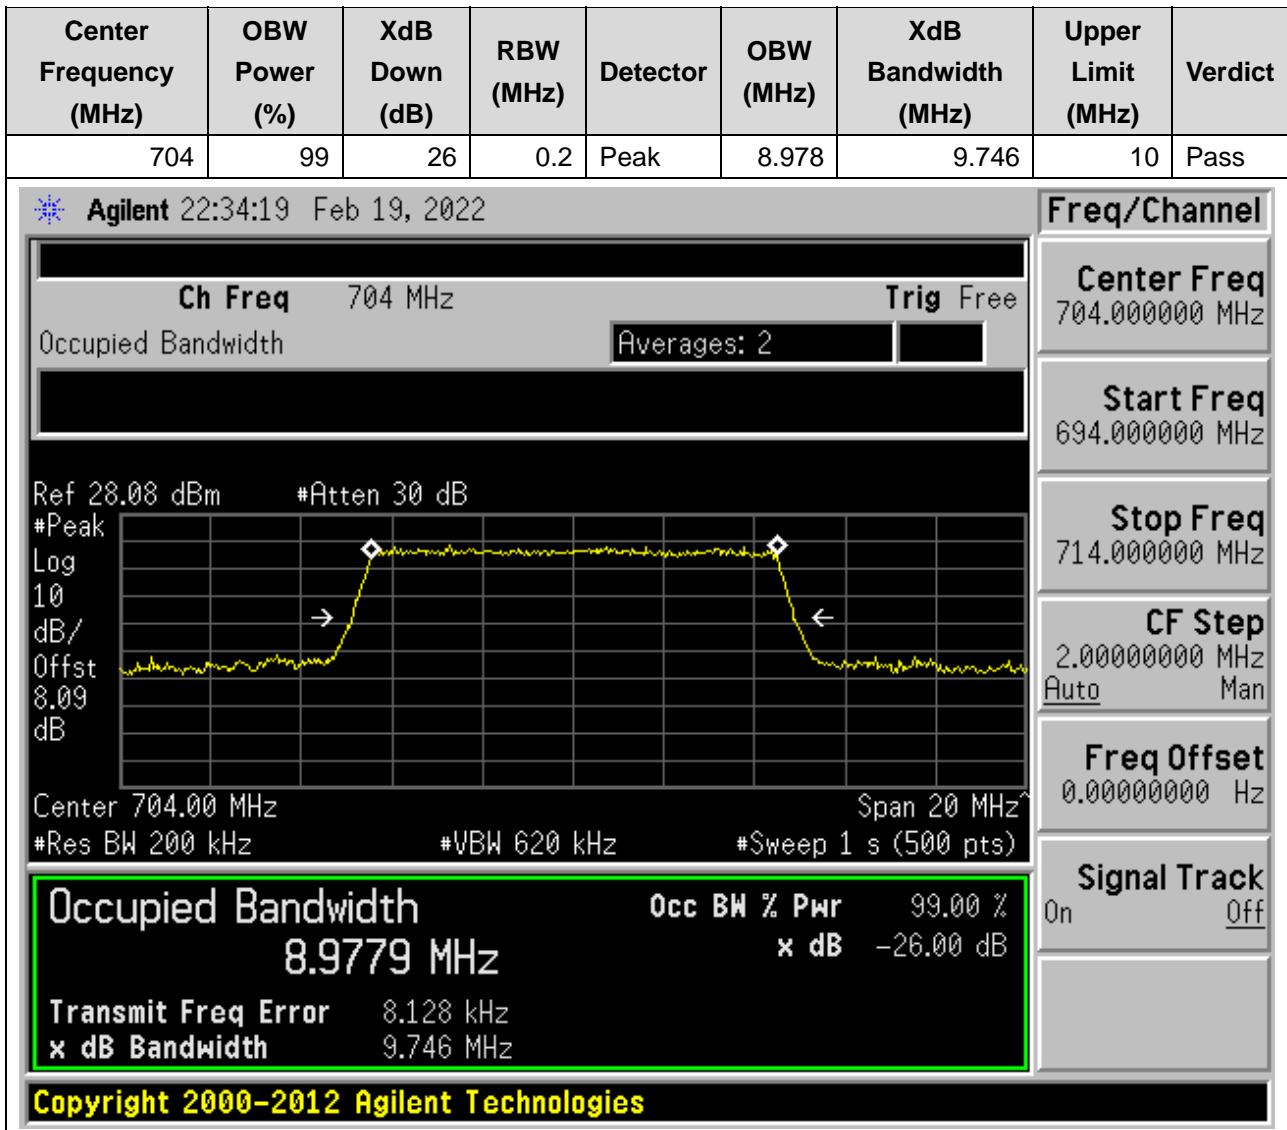 Center Frequency (MHz) OBW Power (%) XdB Down (dB) RBW (MHz) Detector OBW (MHz) XdB Bandwidth (MHz) Upper Limit (MHz) Verdict
704 99 26 0.2 Peak 8.978 9.746 10 Pass
Agilent 22:34:19 Feb 19, 2022
Ch Freq 704 MHz Trig Free
Occupied Bandwidth Averages: 2
Ref 28.08 dBm #Atten 30 dB
#Peak
Log
10
dB/
Offst
8.09
dB
Center 704.00 MHz Span 20 MHz^
#Res BW 200 kHz #VBW 620 kHz #Sweep 1 s (500 pts)
Occupied Bandwidth Occ BW % Pwr 99.00 %
8.9779 MHz x dB -26.00 dB
Transmit Freq Error 8.128 kHz
x dB Bandwidth 9.746 MHz
Copyright 2000-2012 Agilent Technologies
Freq/Channel
Center Freq
704.000000 MHz
Start Freq
694.000000 MHz
Stop Freq
714.000000 MHz
CF Step
2.00000000 MHz
Auto Man
Freq Offset
0.00000000 Hz
Signal Track
On Off